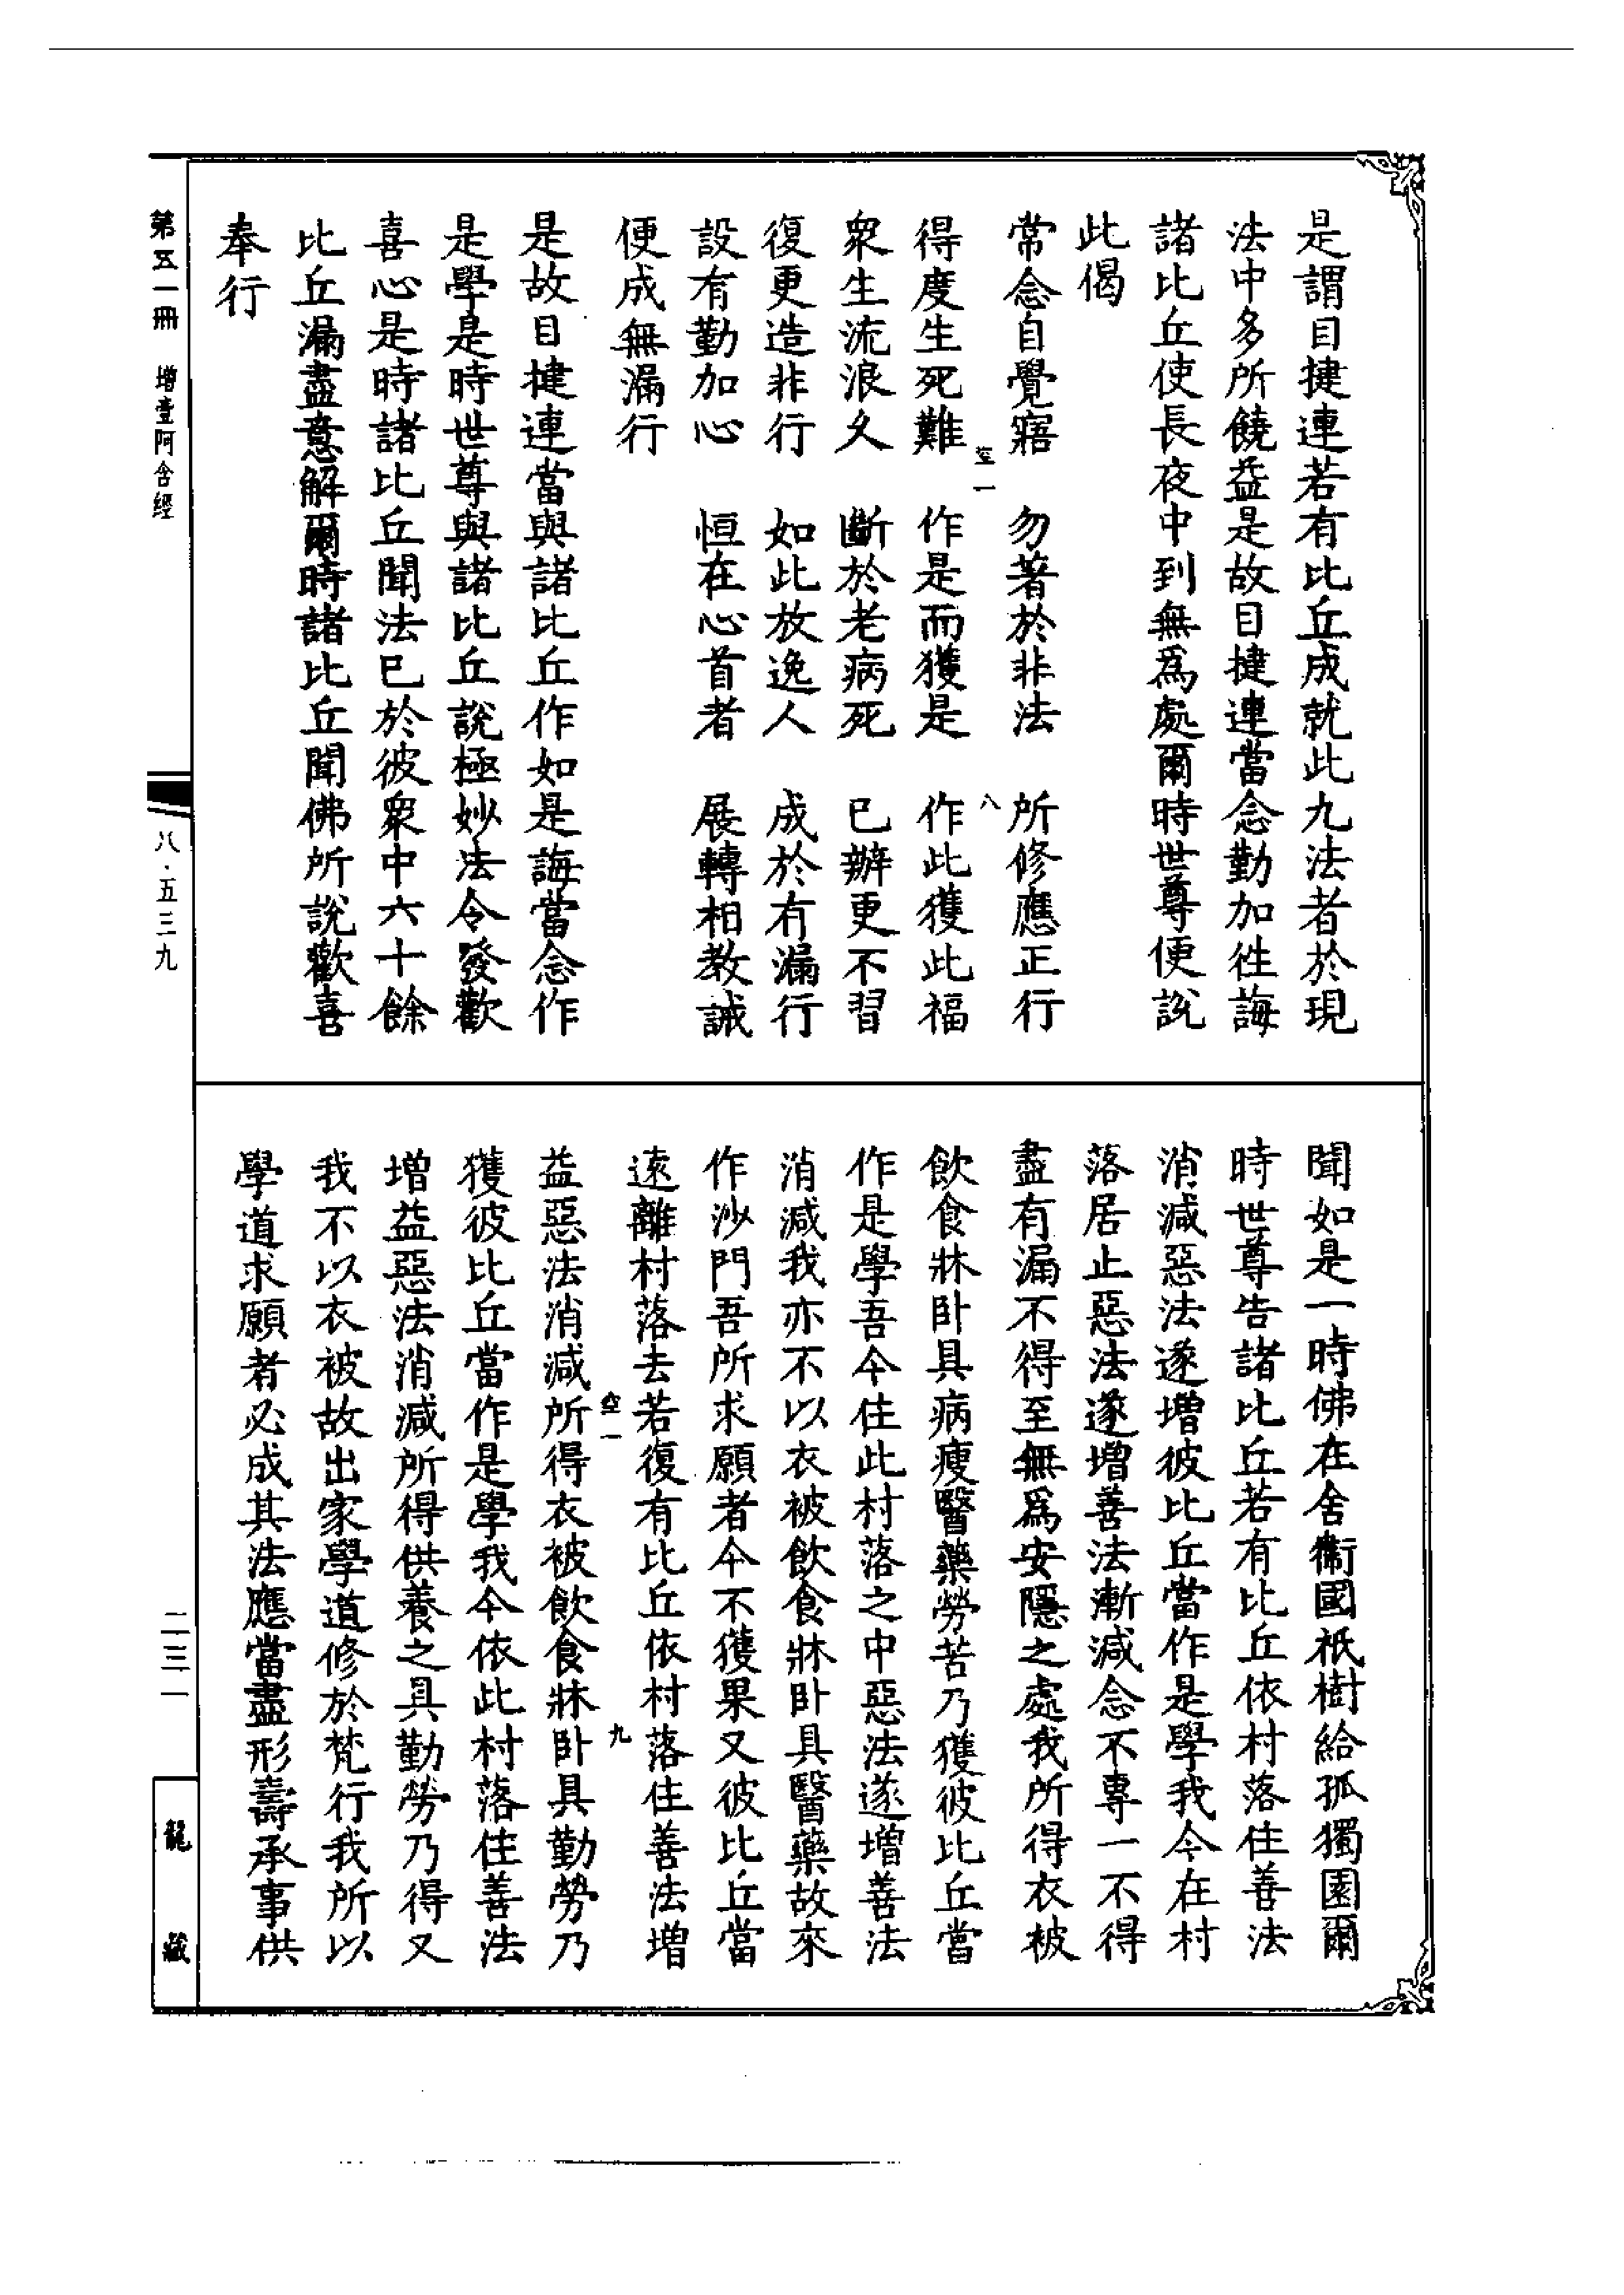 是謂目揵連若有比丘成就此九法者於現
法中多所饒益是故目揵連當念勤加往誨
諸比丘使長夜中到無為處爾時世尊便說
此偈
常念自覺寤　勿著於非法　所修應正行
得度生死難　作是而獲是　作此獲此福
眾生流浪久　斷於老病死　已辦更不習
復更造非行　如此放逸人　成於有漏行
設有勤加心　恒在心首者　展轉相教誡
便成無漏行
是故目揵連當與諸比丘作如是誨當念作
是學是時世尊與諸比丘說極妙法令發歡
喜心是時諸比丘聞法已於彼眾中六十餘
比丘漏盡意解爾時諸比丘聞佛所說歡喜
奉行
一
八
聞如是一時佛在舍衛國祇樹給孤獨園爾
時世尊告諸比丘若有比丘依村落住善法
消減惡法遂增彼比丘當作是學我今在村
落居止惡法遂增善法漸減念不專一不得
盡有漏不得至無為安隱之處我所得衣被
飲食牀臥具病瘦醫藥勞苦乃獲彼比丘當
作是學吾今住此村落之中惡法遂增善法
消減我亦不以衣被飲食牀臥具醫藥故來
作沙門吾所求願者今不獲果又彼比丘當
遠離村落去若復有比丘依村落住善法增
益惡法消減所得衣被飲食牀臥具勤勞乃
獲彼比丘當作是學我今依此村落住善法
增益惡法消減所得供養之具勤勞乃得又
我不以衣被故出家學道修於梵行我所以
學道求願者必成其法應當盡形壽承事供
一
九
第五一冊　增壹阿含經
八·五三九
二三一
龍藏